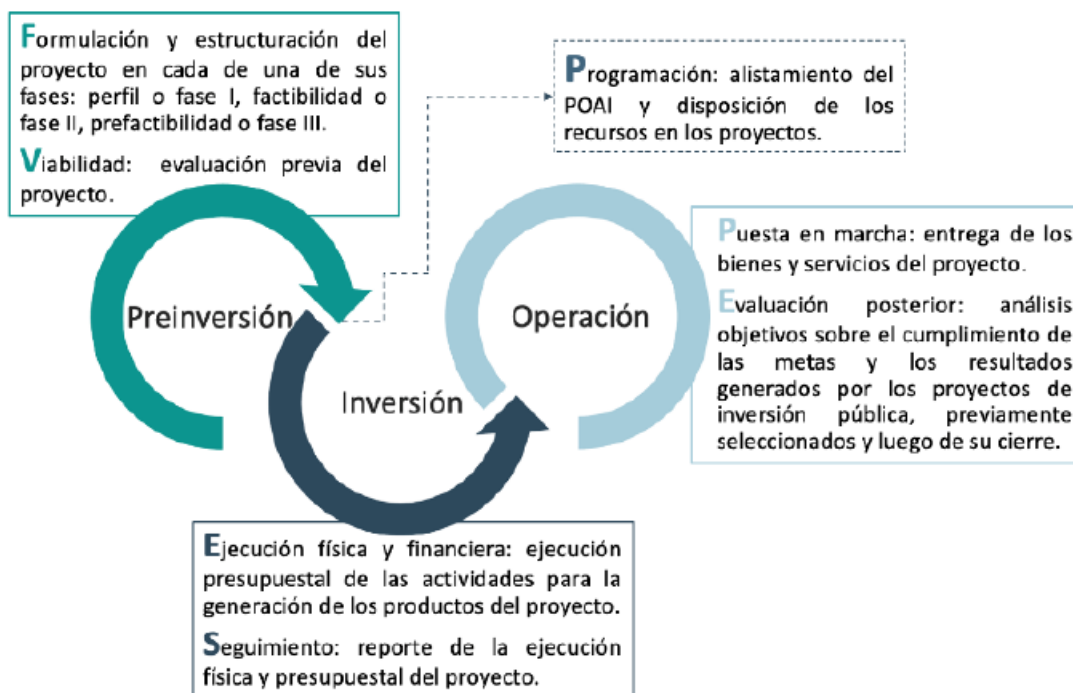 Formulación y estructuración del
proyecto en cada de una de sus
fases: perfil o fase I, factibilidad o
fase II, prefactibilidad o fase III.
Viabilidad: evaluación previa del
proyecto.
Programación: alistamiento del
POAI y disposición de los
recursos en los proyectos.
Preinversión
Inversión
Operación
Puesta en marcha: entrega de los
bienes y servicios del proyecto.
Evaluación posterior: análisis
objetivos sobre el cumplimiento de
las metas y los resultados
generados por los proyectos de
inversión pública, previamente
seleccionados y luego de su cierre.
Ejecución física y financiera: ejecución
presupuestal de las actividades para la
generación de los productos del proyecto.
Seguimiento: reporte de la ejecución
física y presupuestal del proyecto.